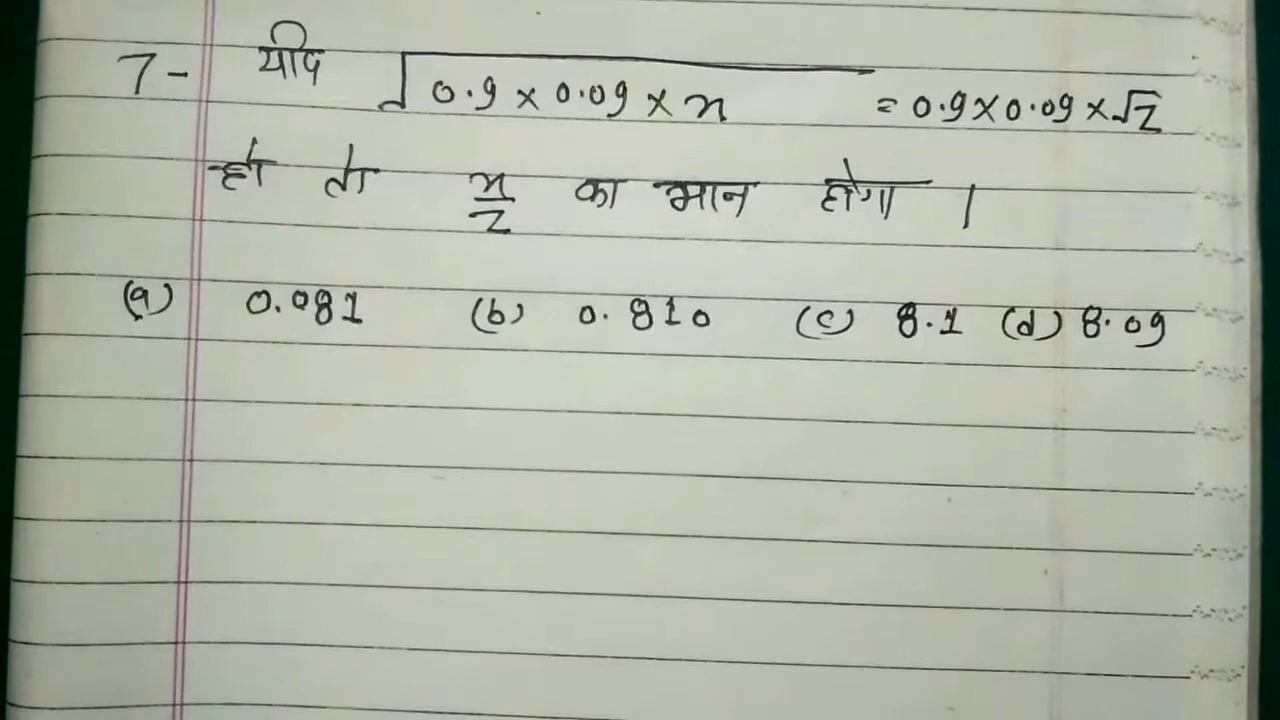 7- यदि √0.9 × 0.09 × x = 0.9 × 0.09 × √z
हो तो x/z का मान होगा ।
(a) 0.081 (b) 0.810 (c) 8.1 (d) 8.09